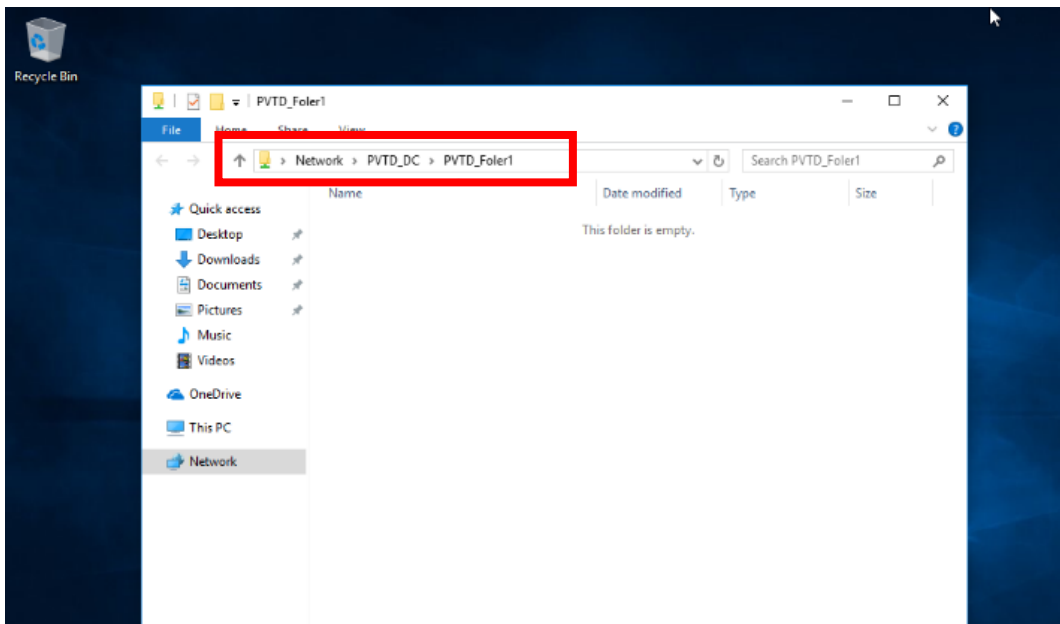 Recycle Bin
PVTD_Foler1
File Home Share View
Network > PVTD_DC > PVTD_Foler1
Search PVTD_Foler1
Name Date modified Type Size
This folder is empty.
Quick access
Desktop
Downloads
Documents
Pictures
Music
Videos
OneDrive
This PC
Network